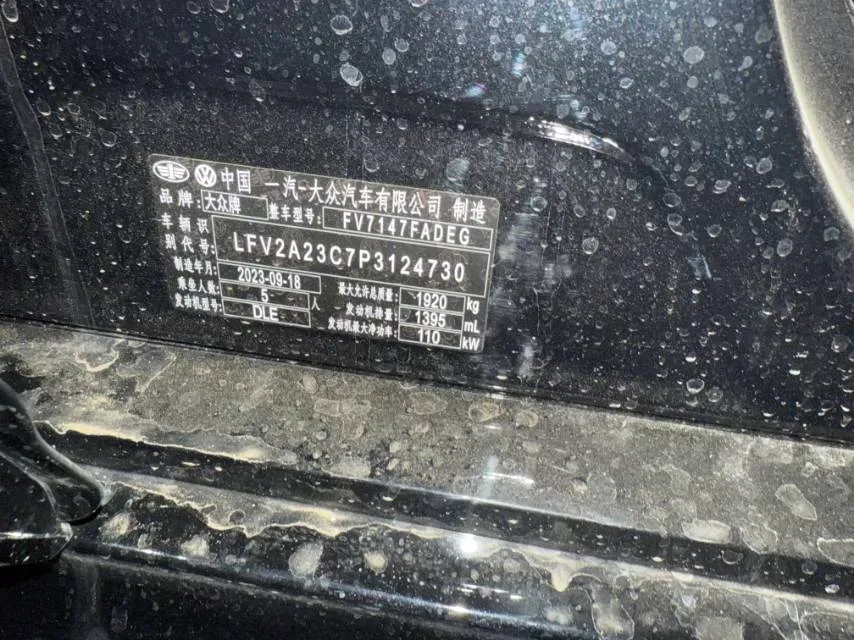 中国 一汽-大众汽车有限公司 制造
品牌: 大众牌 整车型号: FV7147FADEG
车辆识别代号: LFV2A23C7P3124730
制造年月: 2023-09-18 最大允许总质量: 1920 kg
乘坐人数: 5 人 发动机排量: 1395 mL
发动机型号: DLE 发动机最大净功率: 110 kW